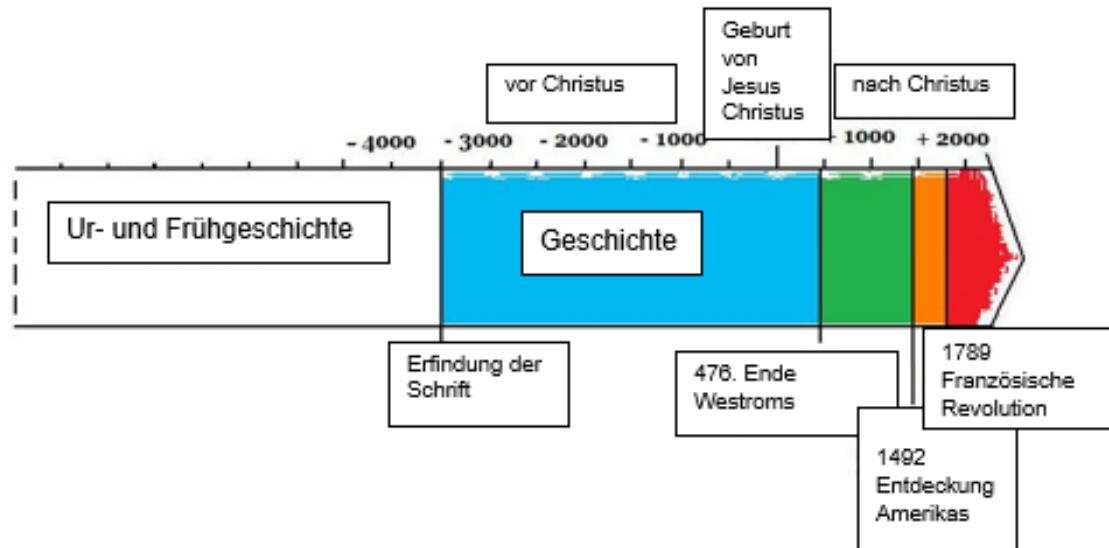 Geburt
von
Jesus
Christus
vor Christus
nach Christus
- 4000 - 3000 - 2000 - 1000 + 1000 + 2000
Ur- und Frühgeschichte
Geschichte
Erfindung der
Schrift
476. Ende
Westroms
1789
Französische
Revolution
1492
Entdeckung
Amerikas